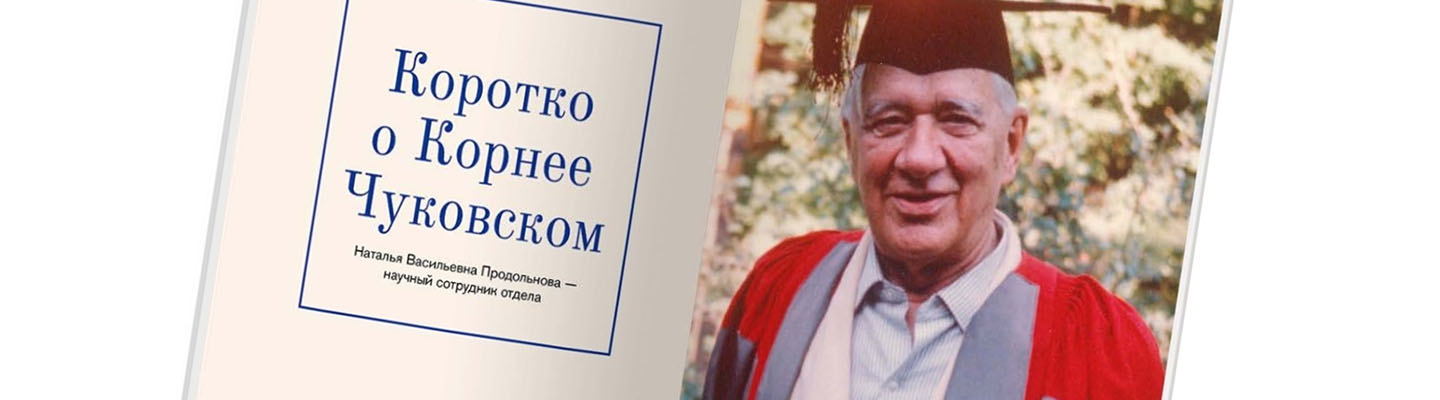 Коротко
о Корнее
Чуковском
Наталья Васильевна Продольнова —
научный сотрудник отдела